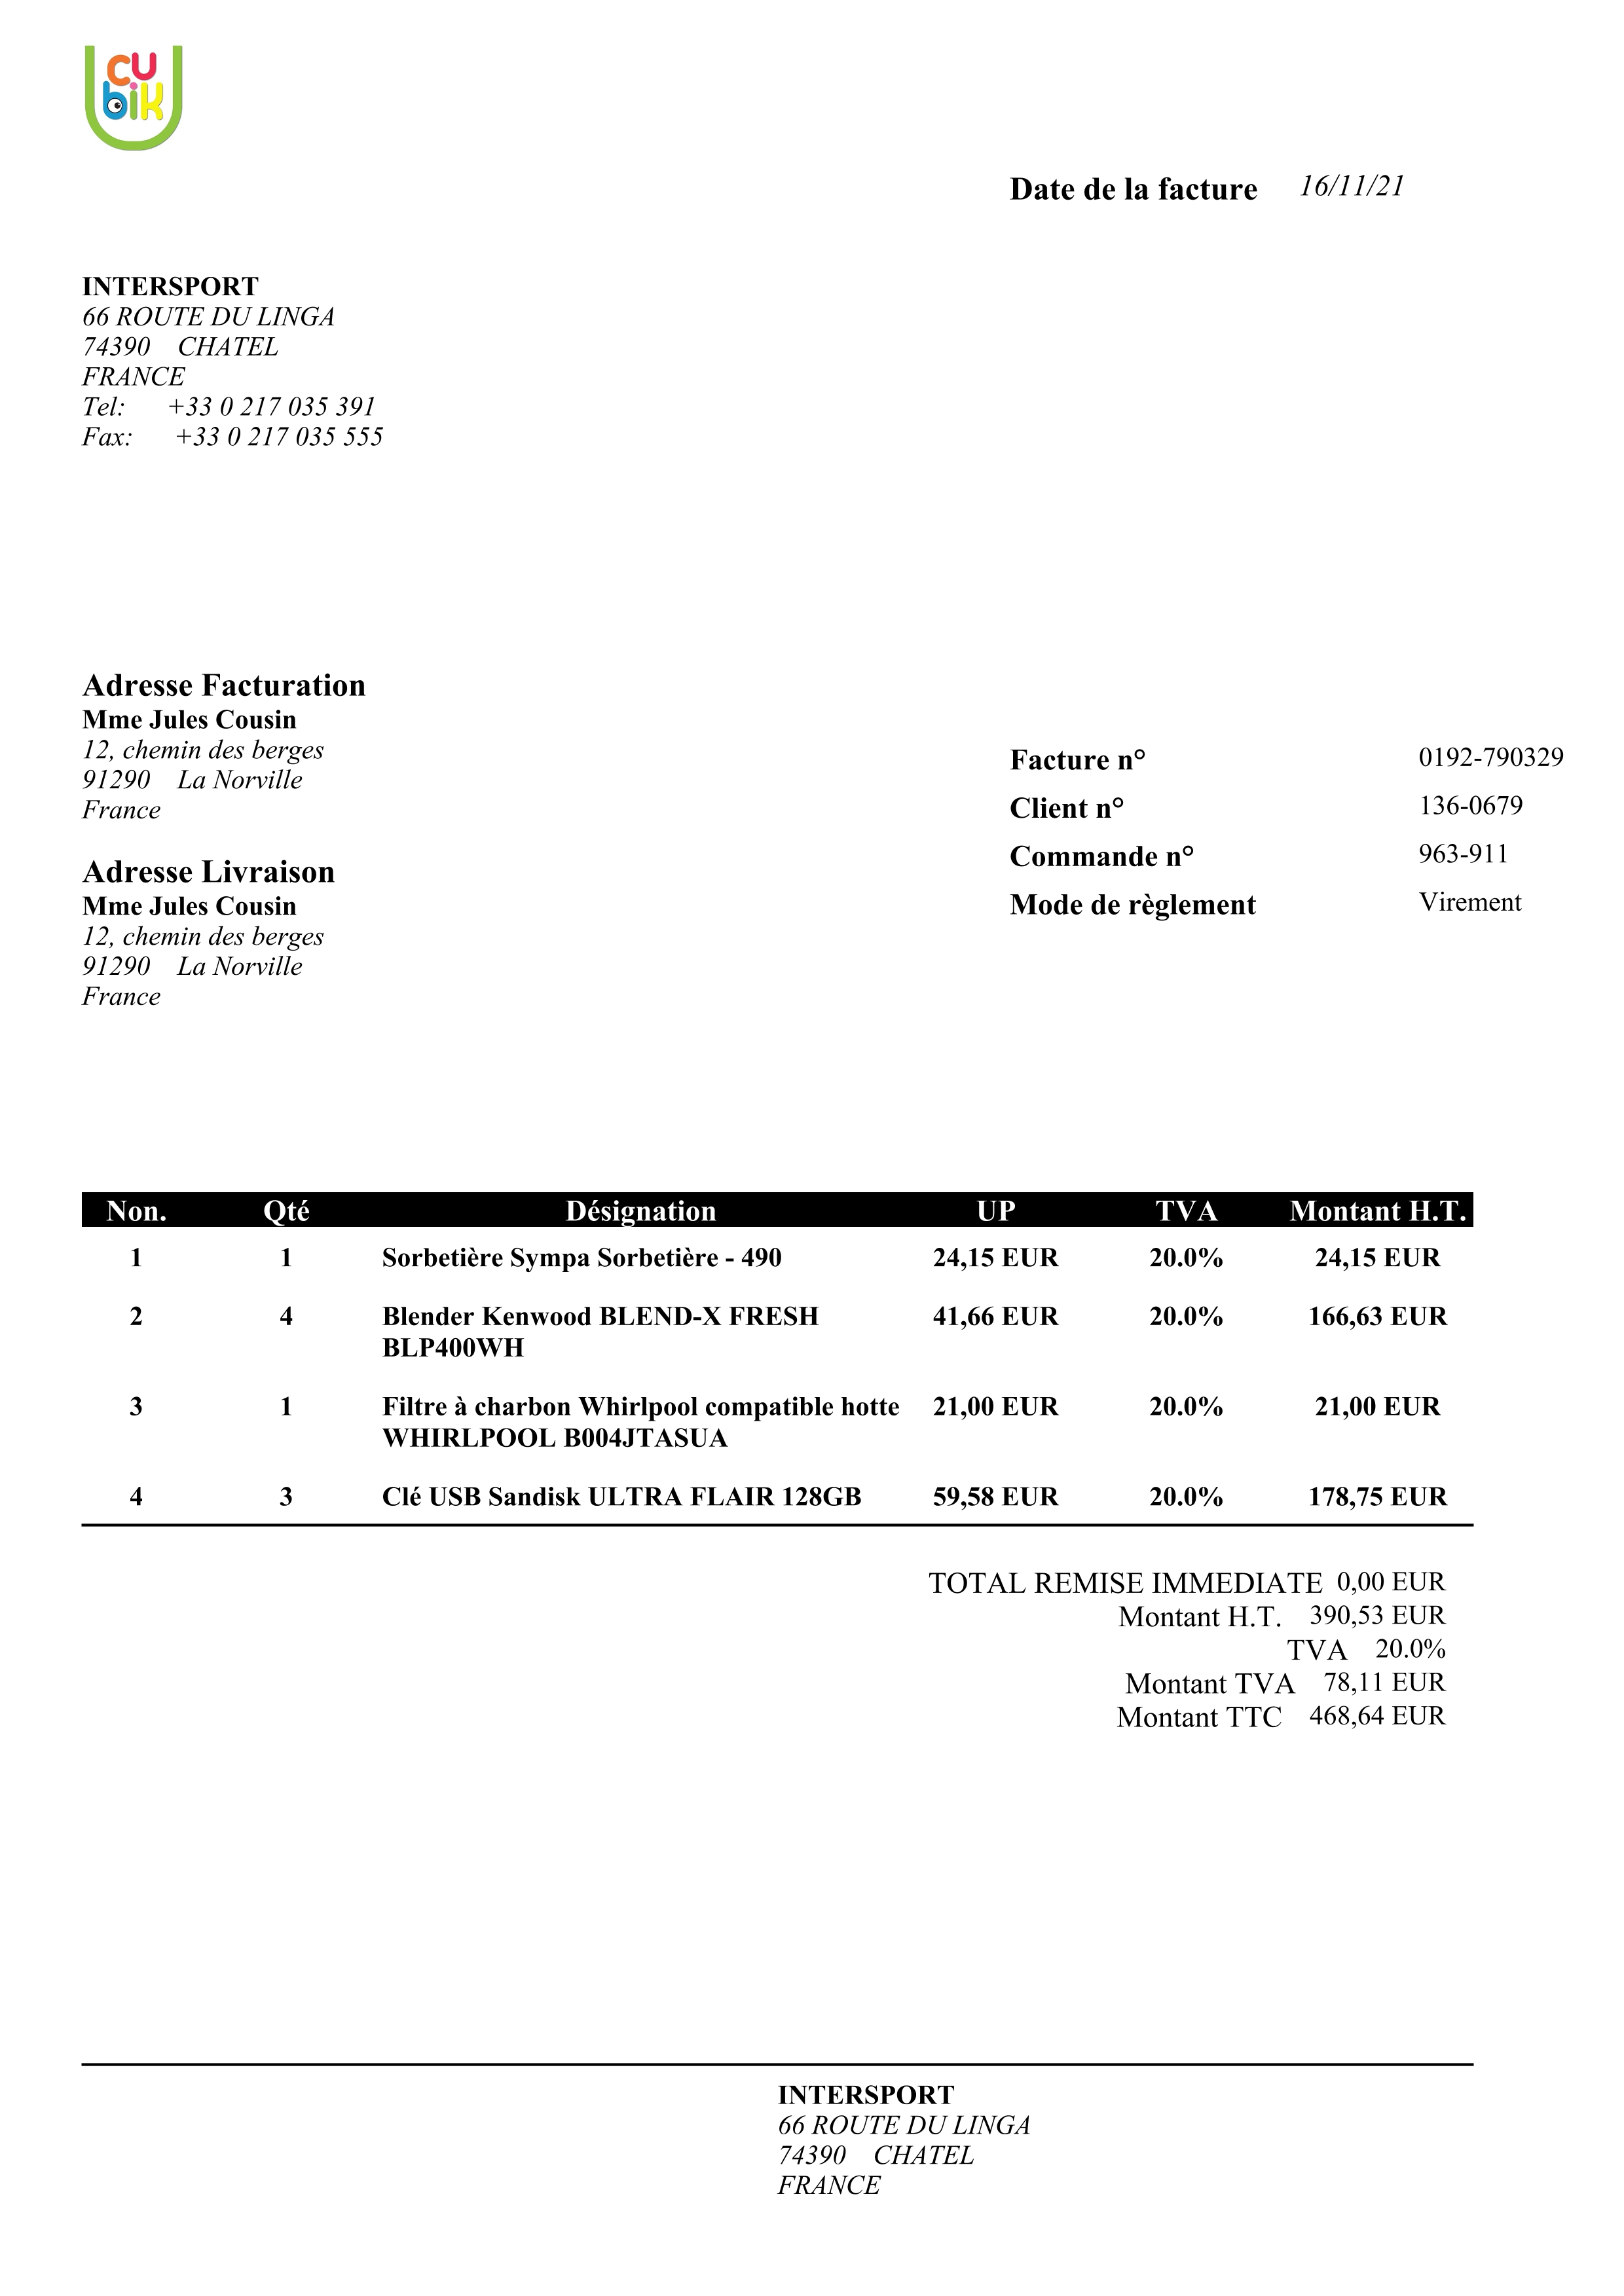 cu
bik
Date de la facture 16/11/21
INTERSPORT
66 ROUTE DU LINGA
74390 CHATEL
FRANCE
Tel: +33 0 217 035 391
Fax: +33 0 217 035 555
Adresse Facturation
Mme Jules Cousin
12, chemin des berges
91290 La Norville
France
Facture n° 0192-790329
Client n° 136-0679
Commande n° 963-911
Mode de règlement Virement
Adresse Livraison
Mme Jules Cousin
12, chemin des berges
91290 La Norville
France
Non. Qté Désignation UP TVA Montant H.T.
1 1 Sorbetière Sympa Sorbetière - 490 24,15 EUR 20.0% 24,15 EUR
2 4 Blender Kenwood BLEND-X FRESH 41,66 EUR 20.0% 166,63 EUR
BLP400WH
3 1 Filtre à charbon Whirlpool compatible hotte 21,00 EUR 20.0% 21,00 EUR
WHIRLPOOL B004JTASUA
4 3 Clé USB Sandisk ULTRA FLAIR 128GB 59,58 EUR 20.0% 178,75 EUR
TOTAL REMISE IMMEDIATE 0,00 EUR
Montant H.T. 390,53 EUR
TVA 20.0%
Montant TVA 78,11 EUR
Montant TTC 468,64 EUR
INTERSPORT
66 ROUTE DU LINGA
74390 CHATEL
FRANCE